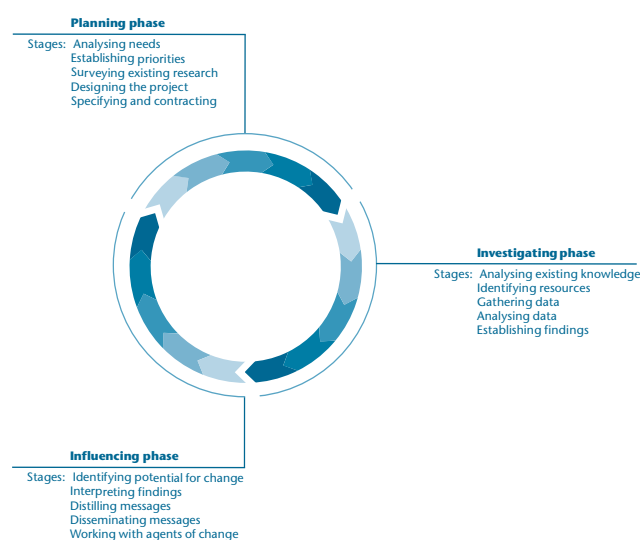 Planning phase
Stages: Analysing needs
Establishing priorities
Surveying existing research
Designing the project
Specifying and contracting
Investigating phase
Stages: Analysing existing knowledge
Identifying resources
Gathering data
Analysing data
Establishing findings
Influencing phase
Stages: Identifying potential for change
Interpreting findings
Distilling messages
Disseminating messages
Working with agents of change